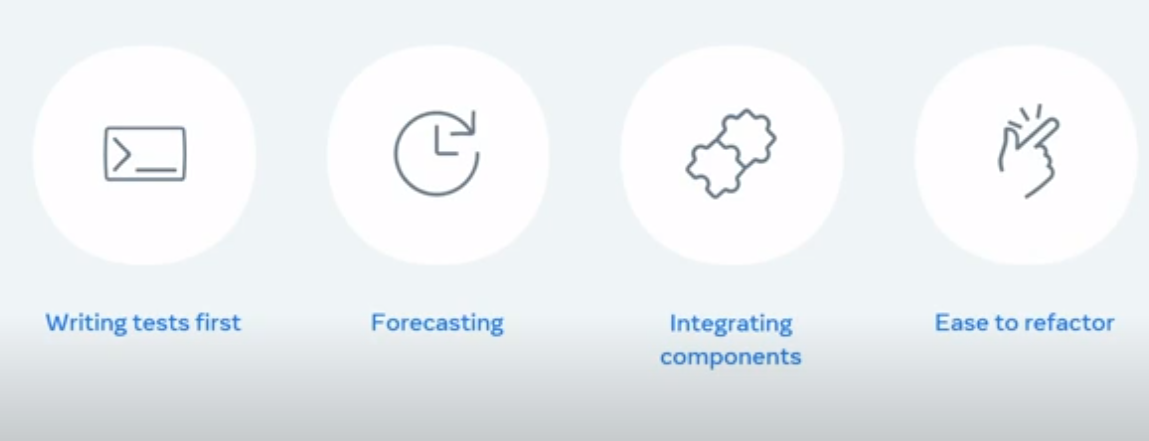 Writing tests first
Forecasting
Integrating
components
Ease to refactor